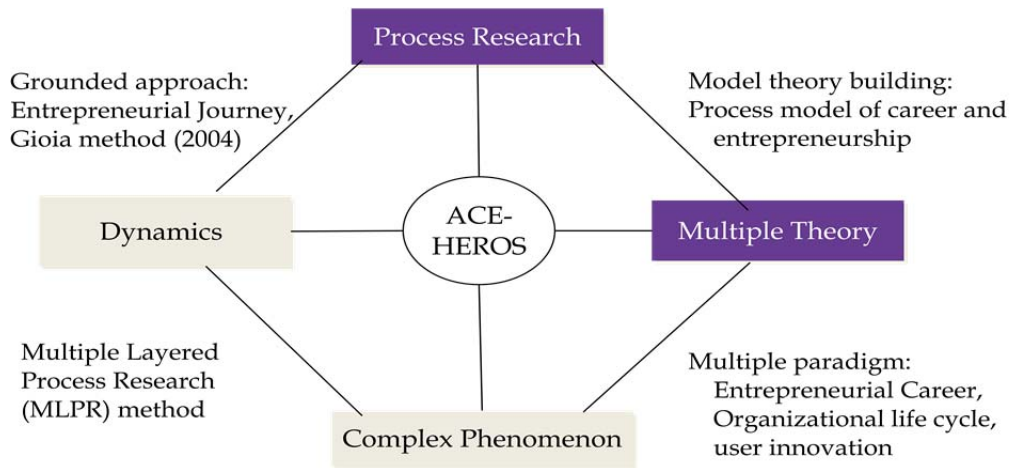 Process Research
Grounded approach:
Entrepreneurial Journey,
Gioia method (2004)
Model theory building:
Process model of career and
entrepreneurship
Dynamics
ACE-
HEROS
Multiple Theory
Multiple Layered
Process Research
(MLPR) method
Multiple paradigm:
Entrepreneurial Career,
Organizational life cycle,
user innovation
Complex Phenomenon